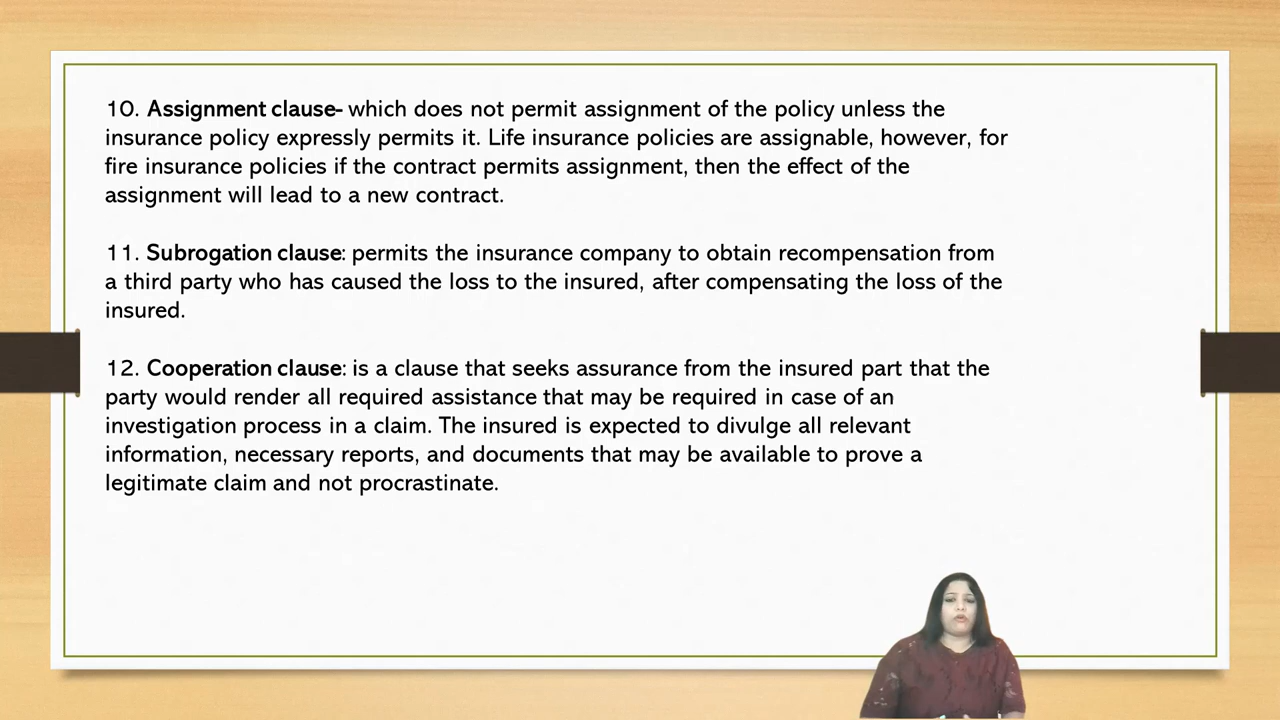 10. Assignment clause- which does not permit assignment of the policy unless the
insurance policy expressly permits it. Life insurance policies are assignable, however, for
fire insurance policies if the contract permits assignment, then the effect of the
assignment will lead to a new contract.
11. Subrogation clause: permits the insurance company to obtain recompensation from
a third party who has caused the loss to the insured, after compensating the loss of the
insured.
12. Cooperation clause: is a clause that seeks assurance from the insured part that the
party would render all required assistance that may be required in case of an
investigation process in a claim. The insured is expected to divulge all relevant
information, necessary reports, and documents that may be available to prove a
legitimate claim and not procrastinate.